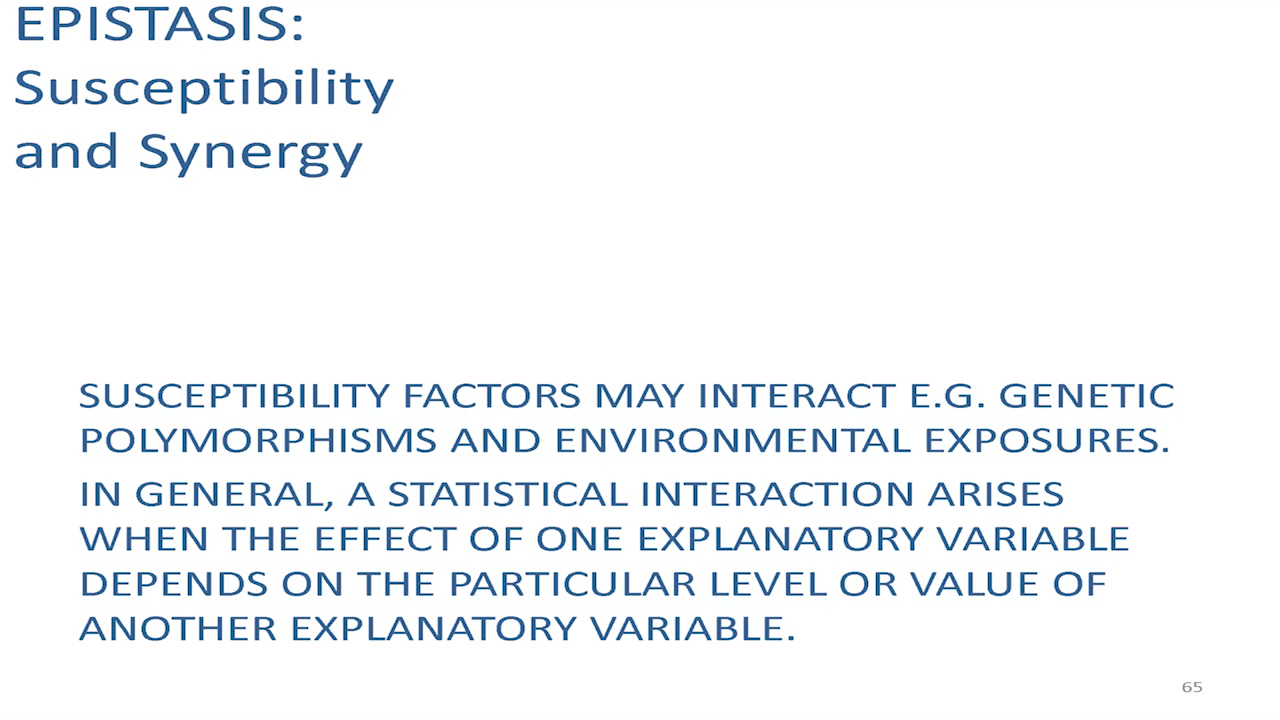 EPISTASIS:
Susceptibility
and Synergy
SUSCEPTIBILITY FACTORS MAY INTERACT E.G. GENETIC
POLYMORPHISMS AND ENVIRONMENTAL EXPOSURES.
IN GENERAL, A STATISTICAL INTERACTION ARISES
WHEN THE EFFECT OF ONE EXPLANATORY VARIABLE
DEPENDS ON THE PARTICULAR LEVEL OR VALUE OF
ANOTHER EXPLANATORY VARIABLE.
65